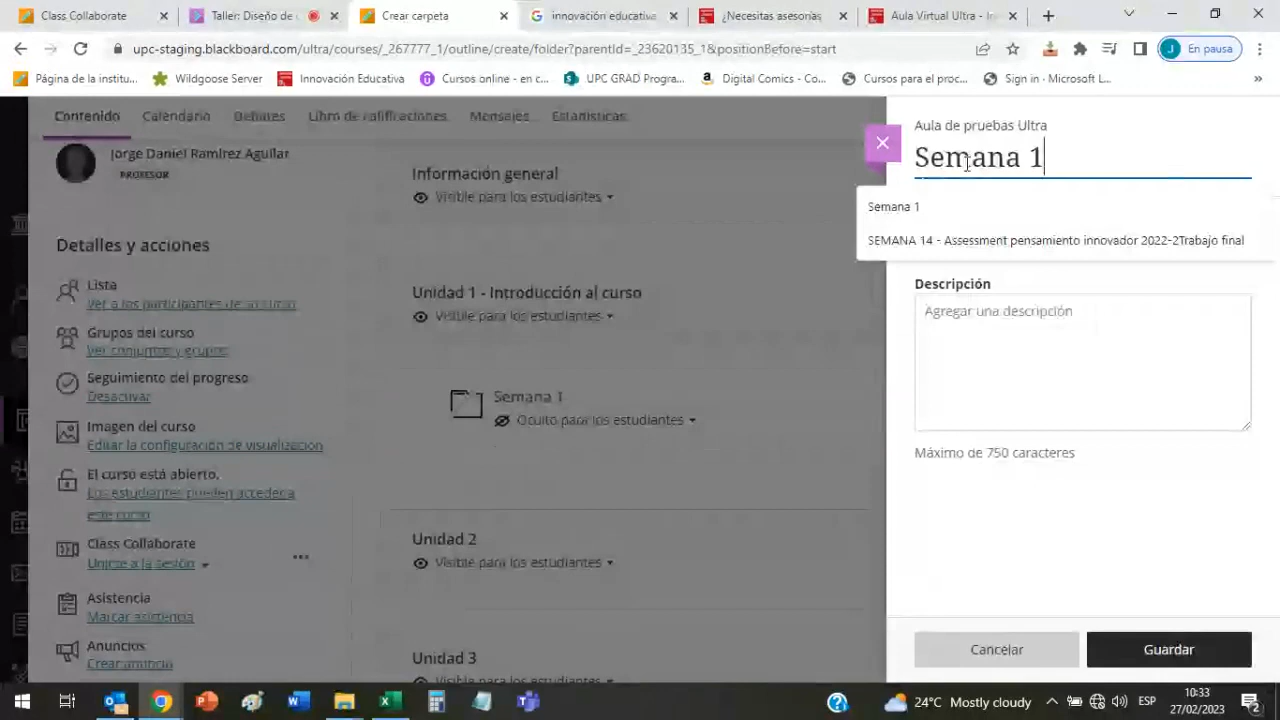 Class Collaborate
Taller: Diseño de
Crear carpeta
innovación educativa
¿Necesitas asesorías
Aula Virtual Ultra - In
upc-staging.blackboard.com/ultra/courses/_267777_1/outline/create/folder?parentId=_23620135_1&positionBefore=start
J En pausa
Página de la institu...
Wildgoose Server
Innovación Educativa
Cursos online - en c...
UPC GRAD Progra...
Digital Comics - Co...
Cursos para el proc...
Sign in - Microsoft L...
»
Contenido
Calendario
Debates
Libro de calificaciones
Mensajes
Estadísticas
Jorge Daniel Ramírez Aguilar
PROFESOR
Detalles y acciones
Lista
Ver a los participantes de su curso
Grupos del curso
Ver conjuntos y grupos
Seguimiento del progreso
Desactivar
Imagen del curso
Editar la configuración de visualización
El curso está abierto.
Los estudiantes pueden acceder a
este curso
Class Collaborate
Unirse a la sesión
Asistencia
Marcar asistencia
Anuncios
Crear anuncio
Información general
Visible para los estudiantes
Unidad 1 - Introducción al curso
Visible para los estudiantes
Semana 1
Oculto para los estudiantes
Unidad 2
Visible para los estudiantes
Unidad 3
Visible para los estudiantes
Aula de pruebas Ultra
Semana 1
Semana 1
SEMANA 14 - Assessment pensamiento innovador 2022-2Trabajo final
Descripción
Agregar una descripción
Máximo de 750 caracteres
Cancelar
Guardar
24°C Mostly cloudy
ESP
10:33
27/02/2023
2